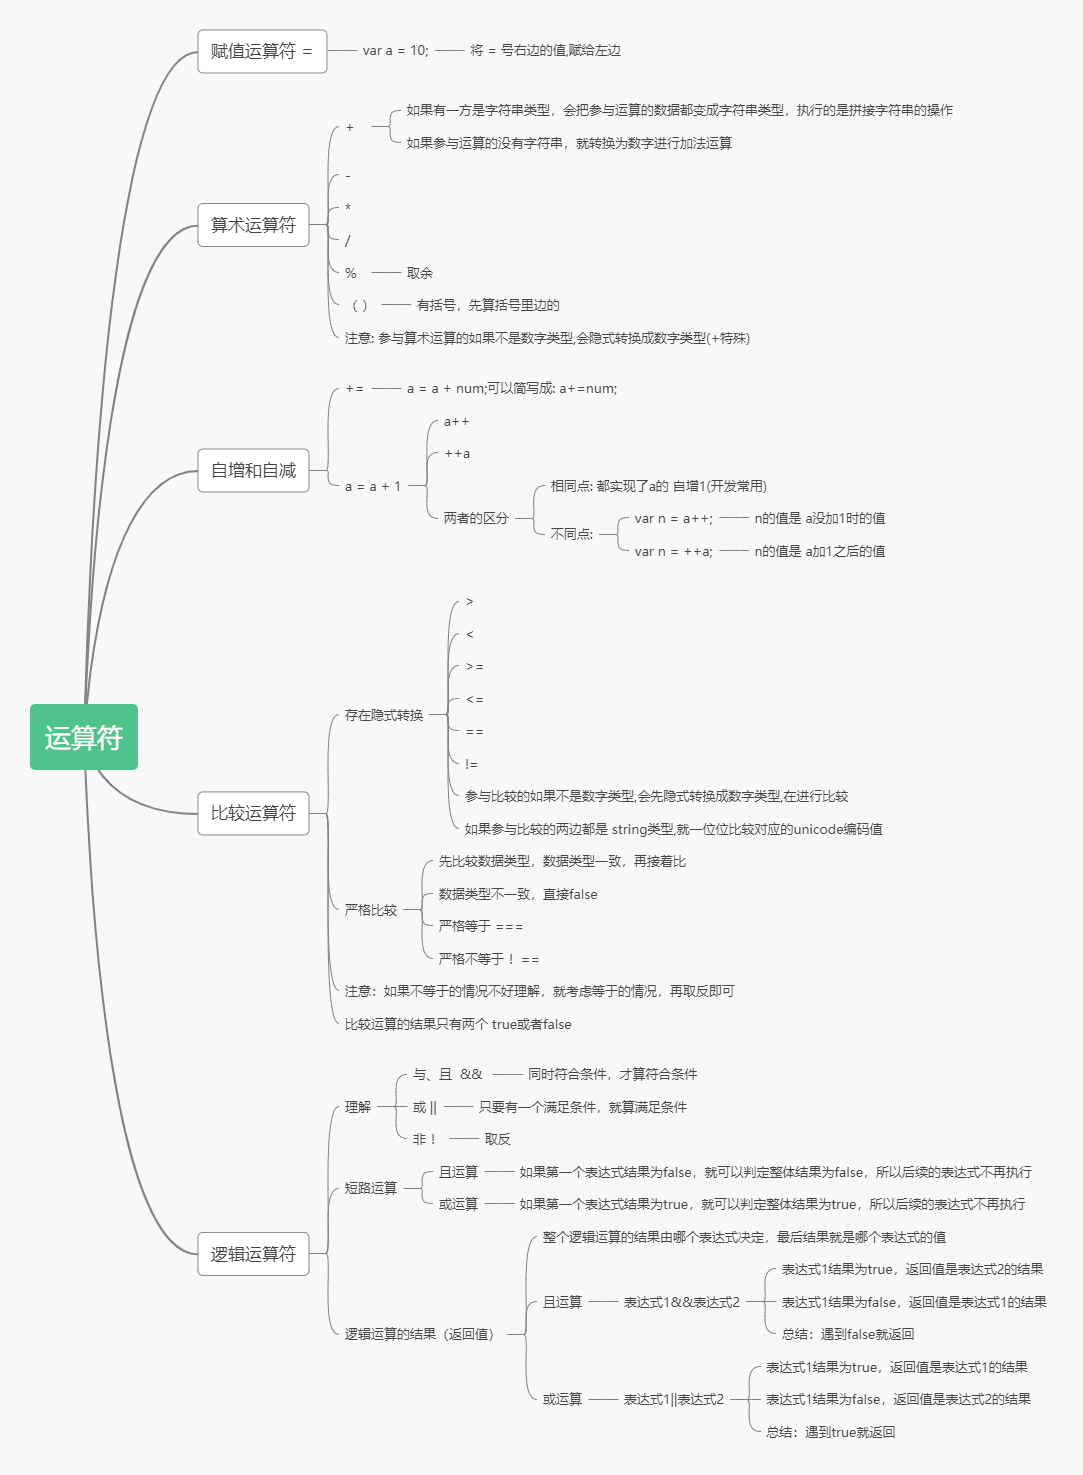 运算符
赋值运算符 =
var a = 10;
将 = 号右边的值,赋给左边
算术运算符
+
如果有一方是字符串类型，会把参与运算的数据都变成字符串类型，执行的是拼接字符串的操作
如果参与运算的没有字符串，就转换为数字进行加法运算
-
*
/
%
取余
（ ）
有括号，先算括号里边的
注意: 参与算术运算的如果不是数字类型,会隐式转换成数字类型(+特殊)
自增和自减
+=
a = a + num;可以简写成: a+=num;
a = a + 1
a++
++a
两者的区分
相同点: 都实现了a的 自增1(开发常用)
不同点:
var n = a++;
n的值是 a没加1时的值
var n = ++a;
n的值是 a加1之后的值
比较运算符
存在隐式转换
>
<
>=
<=
==
!=
参与比较的如果不是数字类型,会先隐式转换成数字类型,在进行比较
如果参与比较的两边都是 string类型,就一位位比较对应的unicode编码值
严格比较
先比较数据类型，数据类型一致，再接着比
数据类型不一致，直接false
严格等于 ===
严格不等于！==
注意：如果不等于的情况不好理解，就考虑等于的情况，再取反即可
比较运算的结果只有两个 true或者false
逻辑运算符
理解
与、且 &&
同时符合条件，才算符合条件
或 ||
只要有一个满足条件，就算满足条件
非！
取反
短路运算
且运算
如果第一个表达式结果为false，就可以判定整体结果为false，所以后续的表达式不再执行
或运算
如果第一个表达式结果为true，就可以判定整体结果为true，所以后续的表达式不再执行
逻辑运算的结果（返回值）
整个逻辑运算的结果由哪个表达式决定，最后结果就是哪个表达式的值
且运算
表达式1&&表达式2
表达式1结果为true，返回值是表达式2的结果
表达式1结果为false，返回值是表达式1的结果
总结：遇到false就返回
或运算
表达式1||表达式2
表达式1结果为true，返回值是表达式1的结果
表达式1结果为false，返回值是表达式2的结果
总结：遇到true就返回